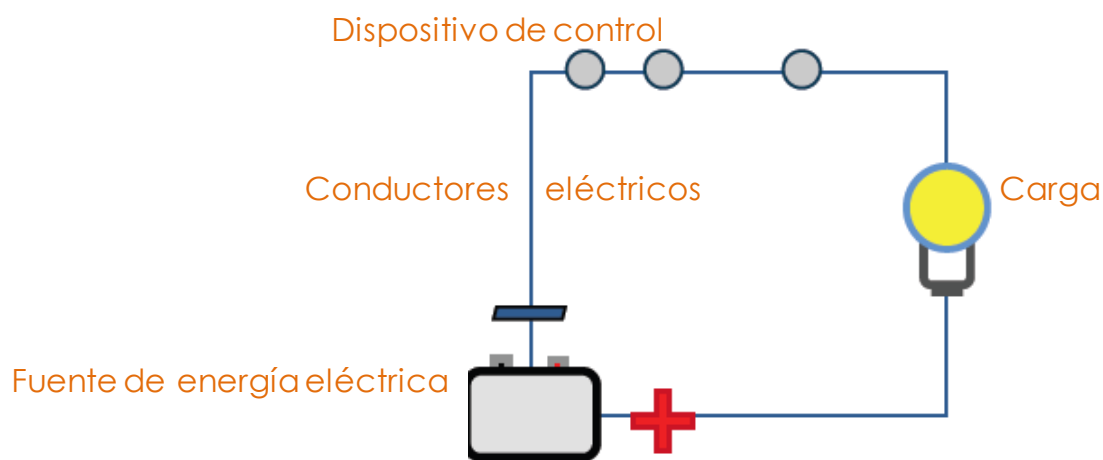 Dispositivo de control
Conductores eléctricos
Carga
Fuente de energía eléctrica